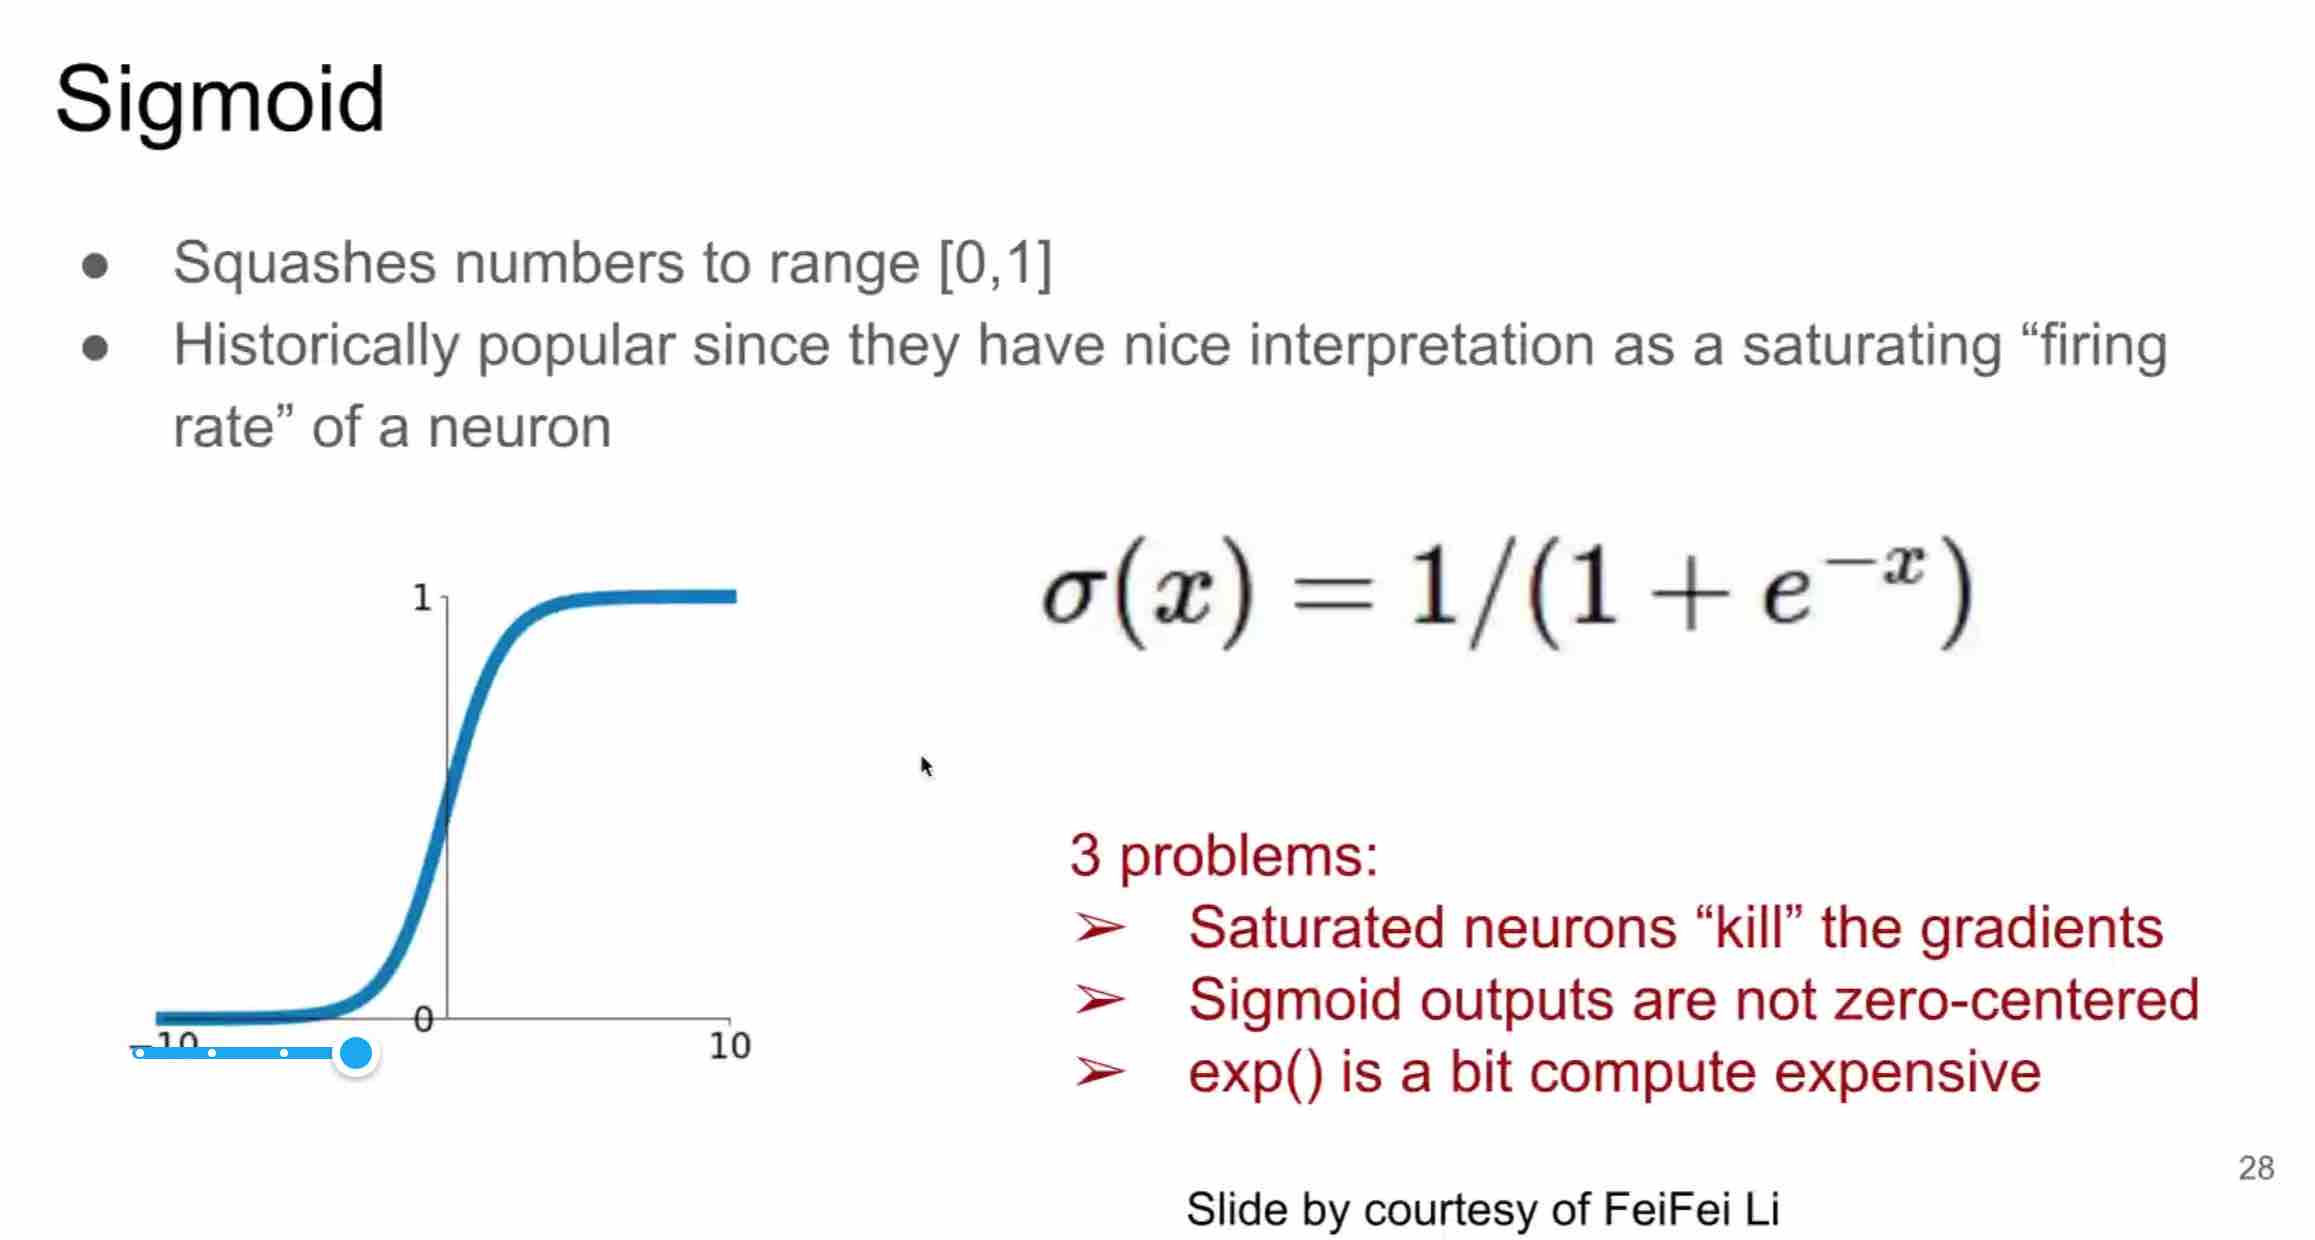 Sigmoid
● Squashes numbers to range [0,1]
● Historically popular since they have nice interpretation as a saturating “firing
rate” of a neuron
σ(x) = 1/(1 + e^{−x})
1
0
−10
10
3 problems:
➢ Saturated neurons “kill” the gradients
➢ Sigmoid outputs are not zero-centered
➢ exp() is a bit compute expensive
28
Slide by courtesy of FeiFei Li